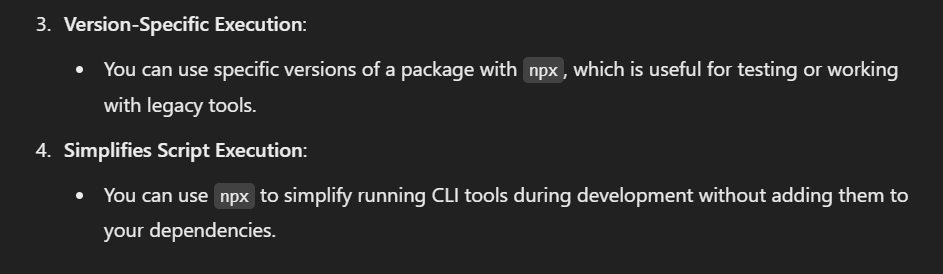 3. Version-Specific Execution:
• You can use specific versions of a package with npx, which is useful for testing or working
with legacy tools.
4. Simplifies Script Execution:
• You can use npx to simplify running CLI tools during development without adding them to
your dependencies.